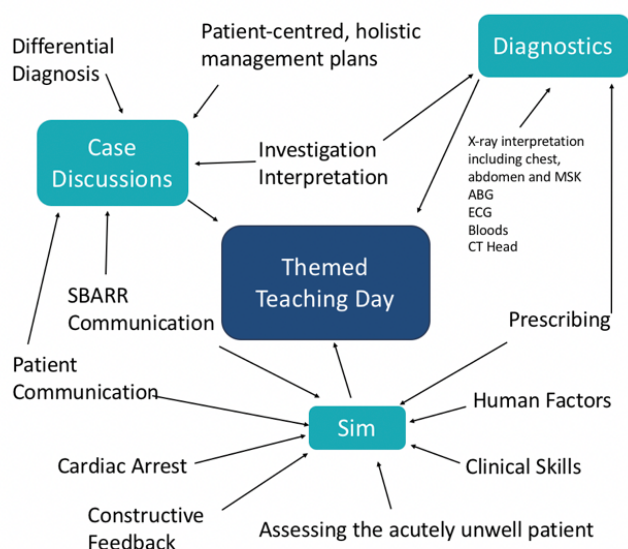 Differential
Diagnosis
Patient-centred, holistic
management plans
Diagnostics
Case
Discussions
Investigation
Interpretation
X-ray interpretation
including chest,
abdomen and MSK
ABG
ECG
Bloods
CT Head
Themed
Teaching Day
SBARR
Communication
Prescribing
Patient
Communication
Human Factors
Sim
Cardiac Arrest
Clinical Skills
Constructive
Feedback
Assessing the acutely unwell patient